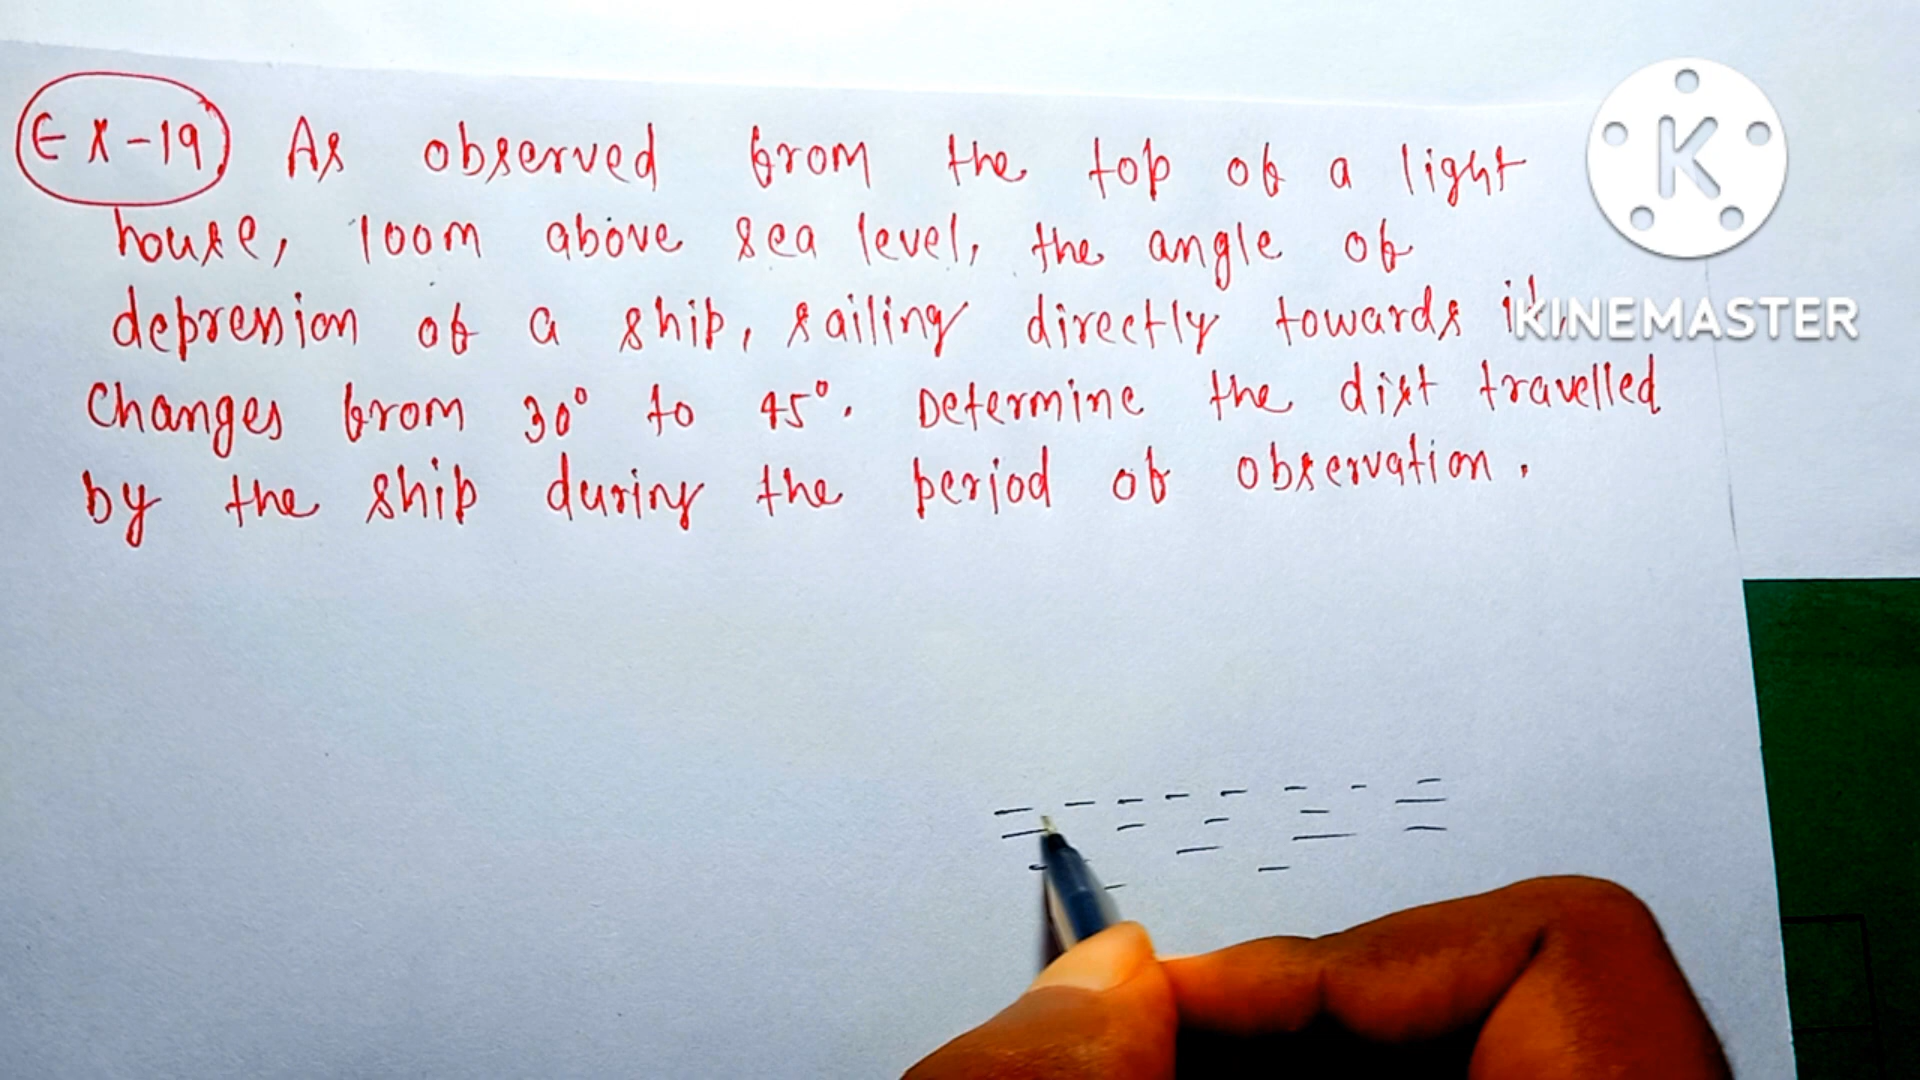 Ex-19 As observed from the top of a light
house, 100m above sea level, the angle of
depression of a ship, sailing directly towards it,
changes from 30° to 45°. Determine the dist travelled
by the ship during the period of observation.
K
KINEMASTER